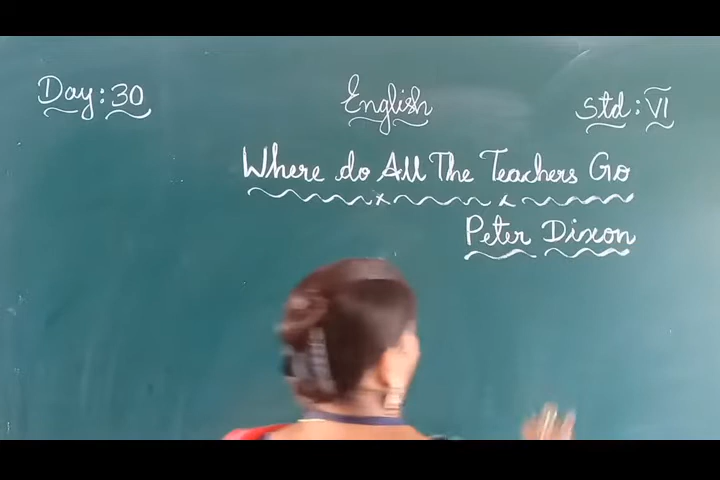 Day: 30 English Std: VI
Where do All The Teachers Go
Peter Dixon